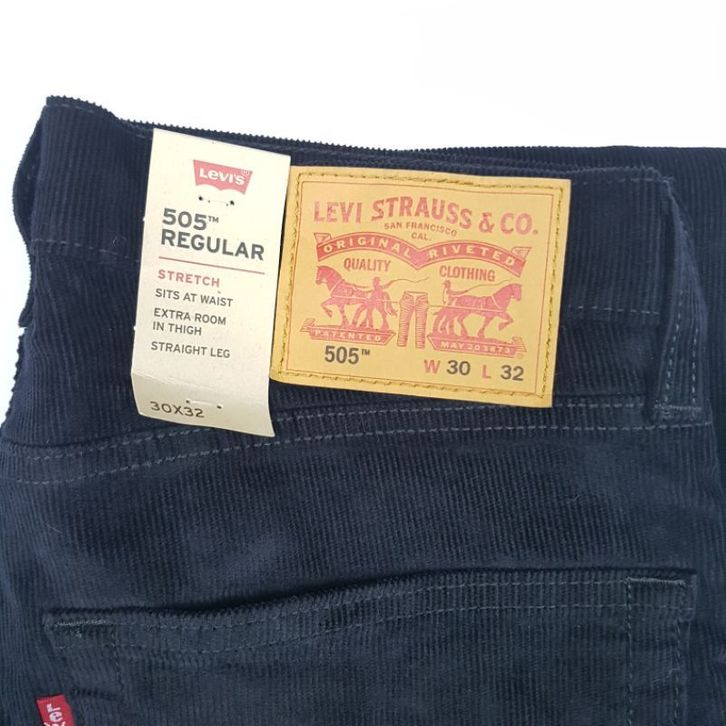 Levi's
505™
REGULAR
STRETCH
SITS AT WAIST
EXTRA ROOM
IN THIGH
STRAIGHT LEG
30X32
LEVI STRAUSS & CO.
SAN FRANCISCO
CAL.
ORIGINAL RIVETED
QUALITY CLOTHING
PATENTED MAY 20 1873
505™ W 30 L 32